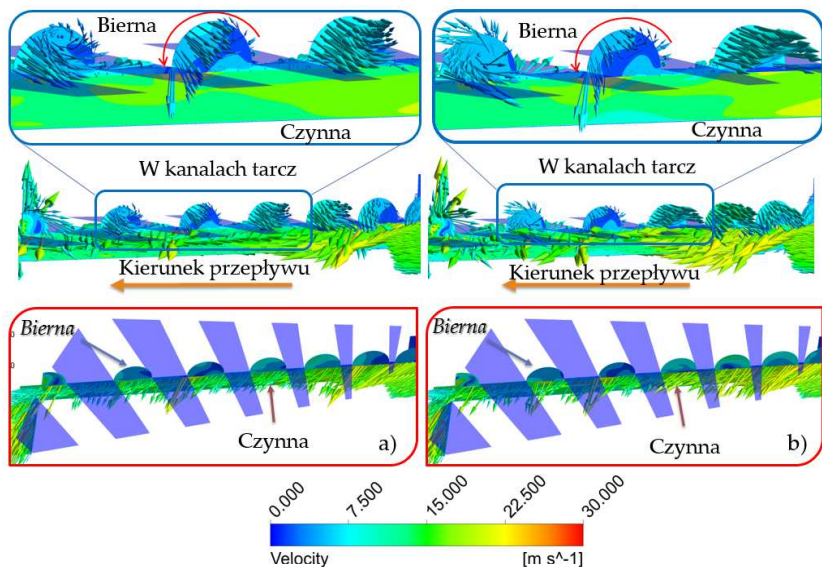 Bierna
Czynna
Bierna
Czynna
W kanalach tarcz
W kanalach tarcz
Kierunek przepływu
Kierunek przepływu
Bierna
Czynna
a)
Bierna
Czynna
b)
0.000
7.500
15.000
22.500
30.000
Velocity
[m s^-1]